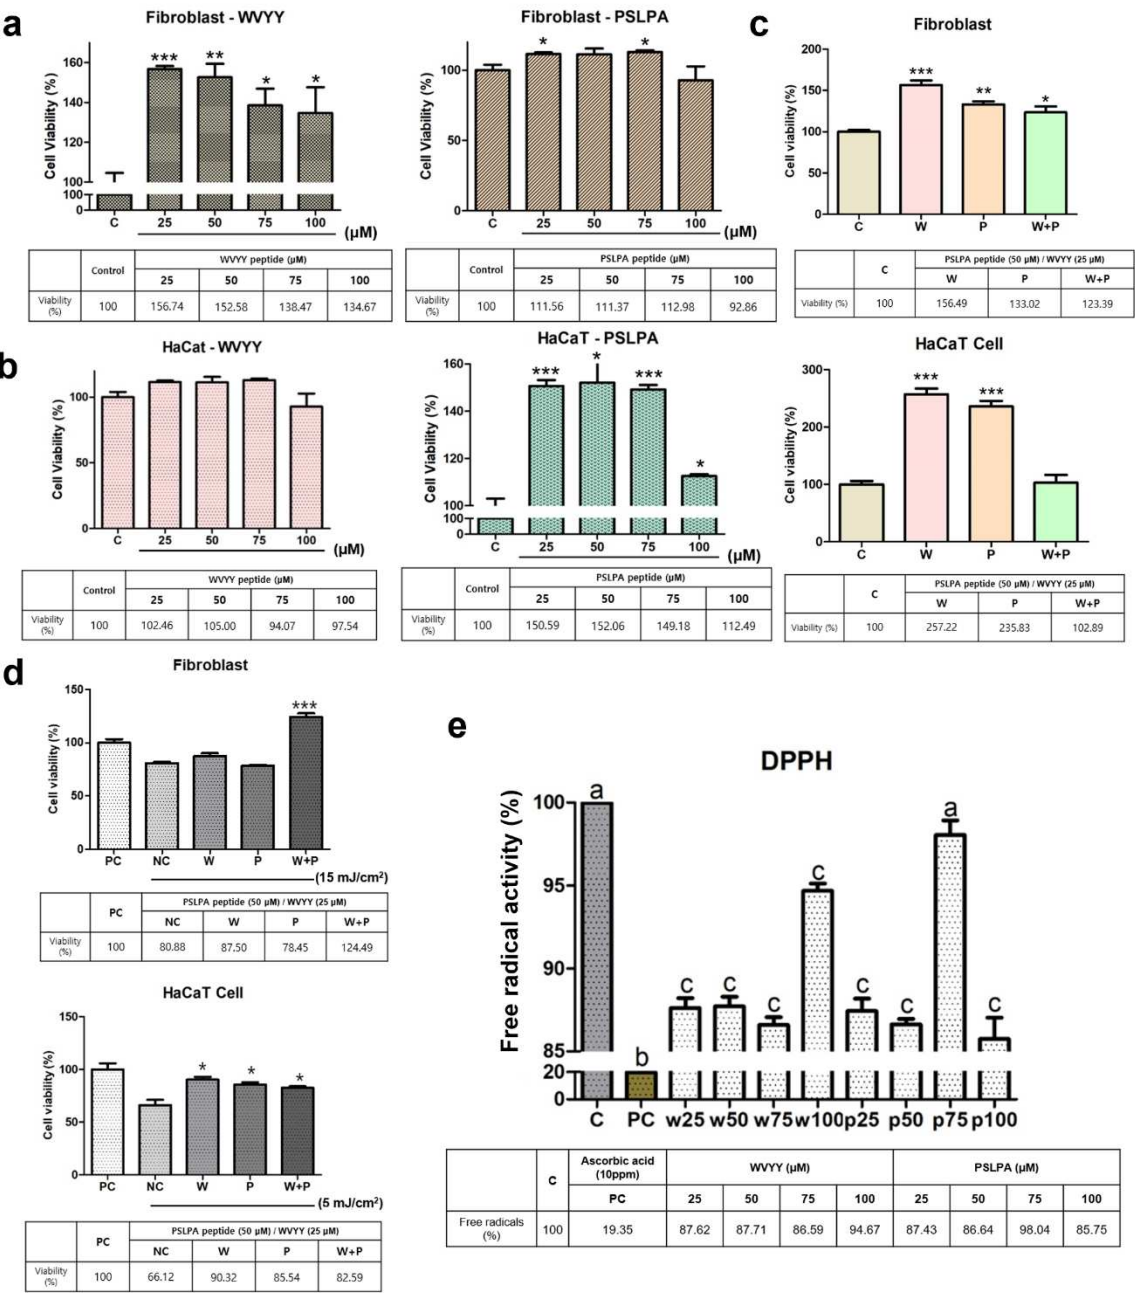 a
Fibroblast - WVYY
Cell Viability (%)
160
140
120
100
100
0
*** ** * *
C 25 50 75 100
(µM)
Control WVYY peptide (µM)
25 50 75 100
Viability (%) 100 156.74 152.58 138.47 134.67
Fibroblast - PSLPA
Cell Viability (%)
100
50
0
* *
C 25 50 75 100
(µM)
Control PSLPA peptide (µM)
25 50 75 100
Viability (%) 100 111.56 111.37 112.98 92.86
c
Fibroblast
Cell viability (%)
200
150
100
50
0
*** ** *
C W P W+P
C PSLPA peptide (50 µM) / WVYY (25 µM)
W P W+P
Viability (%) 100 156.49 133.02 123.39
b
HaCat - WVYY
Cell Viability (%)
100
50
0
C 25 50 75 100
(µM)
Control WVYY peptide (µM)
25 50 75 100
Viability (%) 100 102.46 105.00 94.07 97.54
HaCaT - PSLPA
Cell Viability (%)
160
140
120
100
100
0
*** * *** *
C 25 50 75 100
(µM)
Control PSLPA peptide (µM)
25 50 75 100
Viability (%) 100 150.59 152.06 149.18 112.49
HaCaT Cell
Cell viability (%)
300
200
100
0
*** ***
C W P W+P
C PSLPA peptide (50 µM) / WVYY (25 µM)
W P W+P
Viability (%) 100 257.22 235.83 102.89
d
Fibroblast
Cell viability (%)
150
100
50
0
***
PC NC W P W+P
(15 mJ/cm²)
PC PSLPA peptide (50 µM) / WVYY (25 µM)
NC W P W+P
Viability (%) 100 80.88 87.50 78.45 124.49
HaCaT Cell
Cell viability (%)
150
100
50
0
* * *
PC NC W P W+P
(5 mJ/cm²)
PC PSLPA peptide (50 µM) / WVYY (25 µM)
NC W P W+P
Viability (%) 100 66.12 90.32 85.54 82.59
e
DPPH
Free radical activity (%)
100
95
90
85
20
0
a b c c c c c c a c
C PC w25 w50 w75 w100 p25 p50 p75 p100
C Ascorbic acid (10ppm) WVYY (µM) PSLPA (µM)
PC 25 50 75 100 25 50 75 100
Free radicals (%) 100 19.35 87.62 87.71 86.59 94.67 87.43 86.64 98.04 85.75